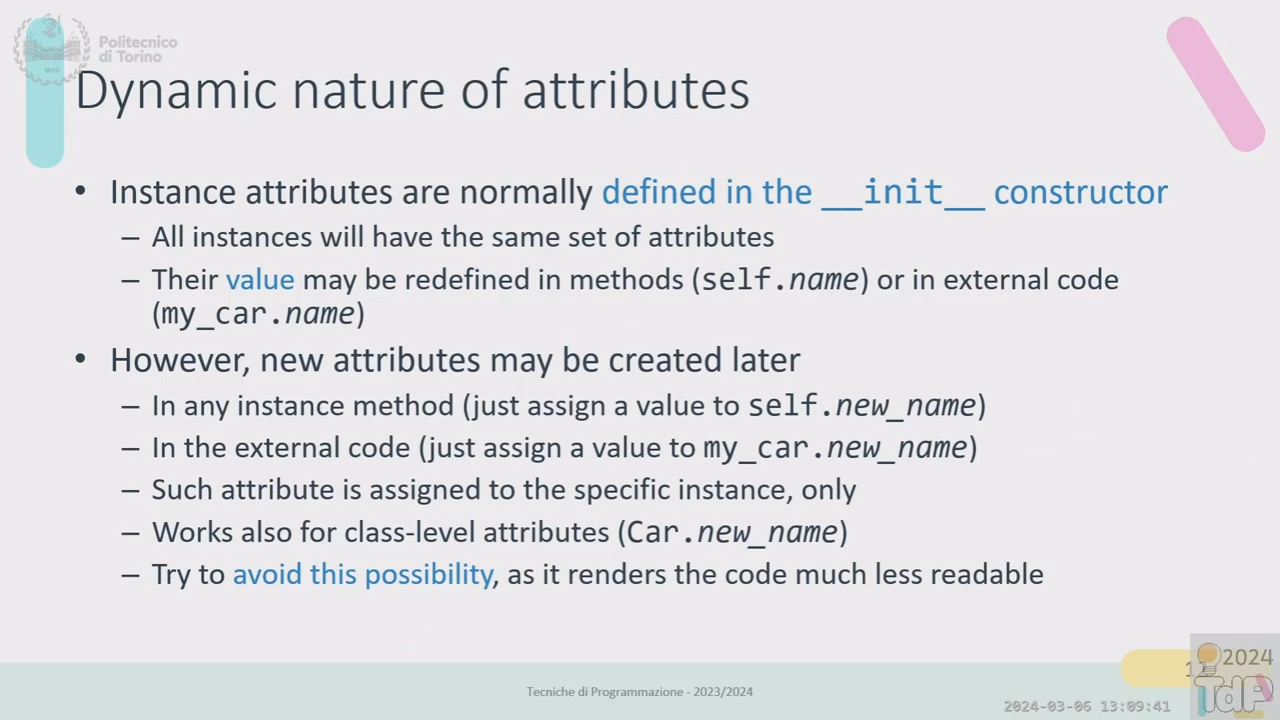 Politecnico
di Torino
Dynamic nature of attributes
• Instance attributes are normally defined in the __init__ constructor
– All instances will have the same set of attributes
– Their value may be redefined in methods (self.name) or in external code
(my_car.name)
• However, new attributes may be created later
– In any instance method (just assign a value to self.new_name)
– In the external code (just assign a value to my_car.new_name)
– Such attribute is assigned to the specific instance, only
– Works also for class-level attributes (Car.new_name)
– Try to avoid this possibility, as it renders the code much less readable
2024
TdP
Tecniche di Programmazione - 2023/2024
2024-03-06 13:09:41